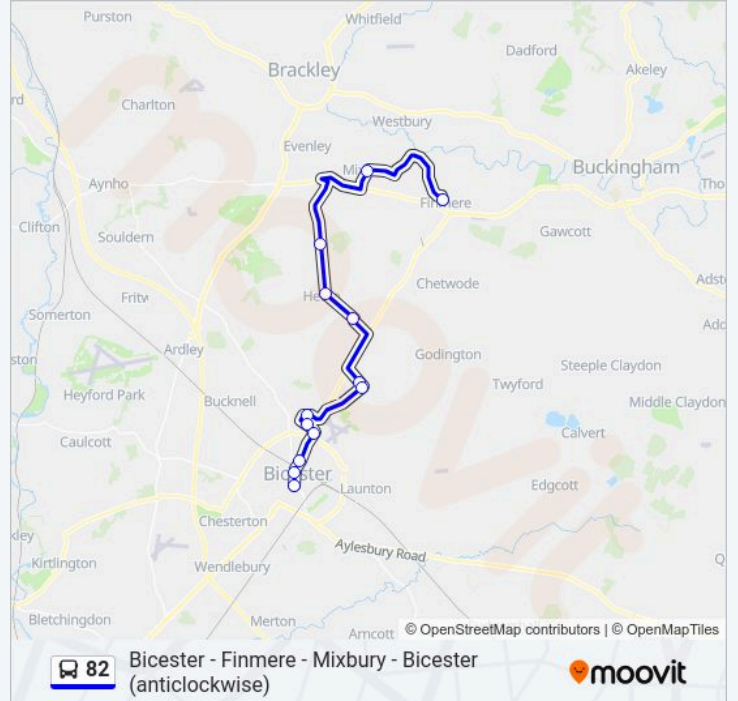 Purston
Whitfield
Dadford
Brackley
Akeley
Charlton
Westbury
Evenley
Buckingham
Aynho
Finmere
Clifton
Souldern
Gawcott
Chetwode
Somerton
Ardley
Godington
Steeple Claydon
Twyford
Heyford Park
Bucknell
Middle Claydon
Caulcott
Calvert
Bicester
Launton
Edgcott
Chesterton
Aylesbury Road
Kirtlington
Wendlebury
Bletchingdon
Merton
Arncott
© OpenStreetMap contributors | © OpenMapTiles
82
Bicester - Finmere - Mixbury - Bicester
(anticlockwise)
moovit